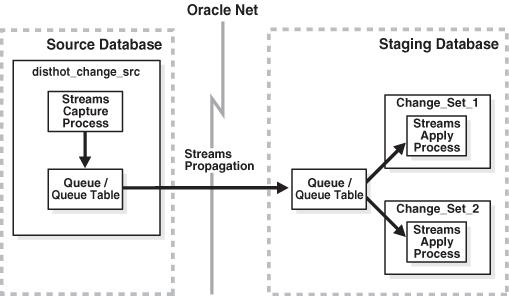 Oracle Net
Source Database
disthot_change_src
Streams
Capture
Process
Queue /
Queue Table
Streams
Propagation
Staging Database
Queue /
Queue Table
Change_Set_1
Streams
Apply
Process
Change_Set_2
Streams
Apply
Process